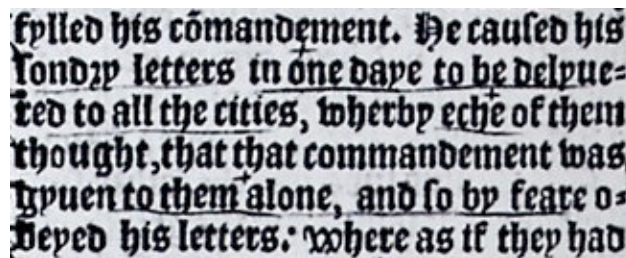 fylled his cõmandement. He cauſed his
ſondꝛy letters in one daye to be delyue⸗
red to all the cities, wherby eche of them
thought, that that commandement was
gyuen to them alone, and ſo by feare o⸗
beyed his letters. Where as if they had